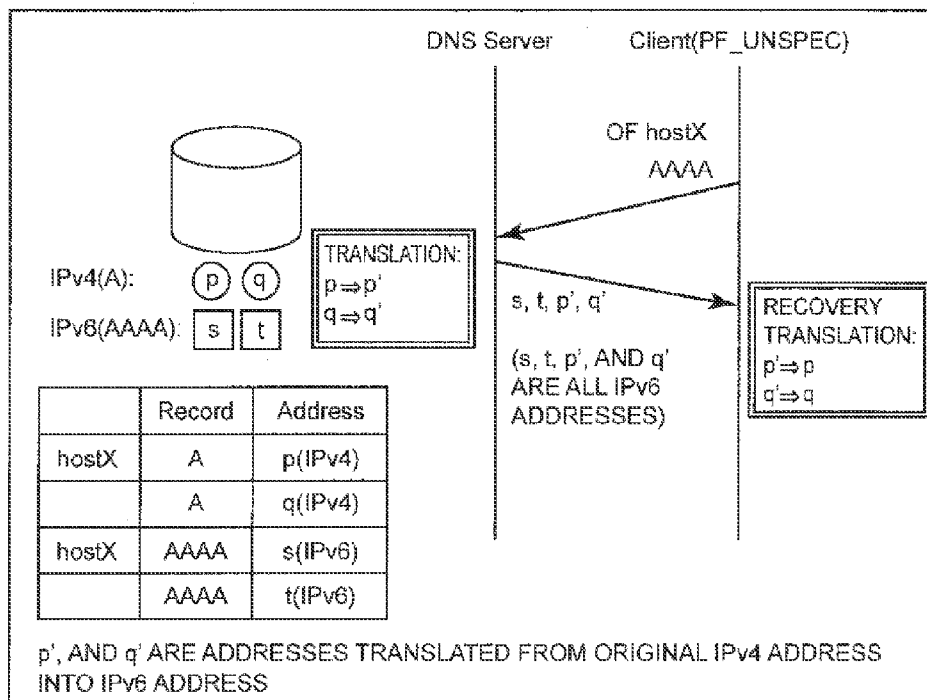 DNS Server
Client(PF_UNSPEC)
OF hostX
AAAA
IPv4(A): p q
IPv6(AAAA): s t
TRANSLATION:
p⇒p'
q⇒q'
s, t, p', q'
(s, t, p', AND q'
ARE ALL IPv6
ADDRESSES)
RECOVERY
TRANSLATION:
p'⇒p
q'⇒q
Record Address
hostX A p(IPv4)
A q(IPv4)
hostX AAAA s(IPv6)
AAAA t(IPv6)
p', AND q' ARE ADDRESSES TRANSLATED FROM ORIGINAL IPv4 ADDRESS
INTO IPv6 ADDRESS